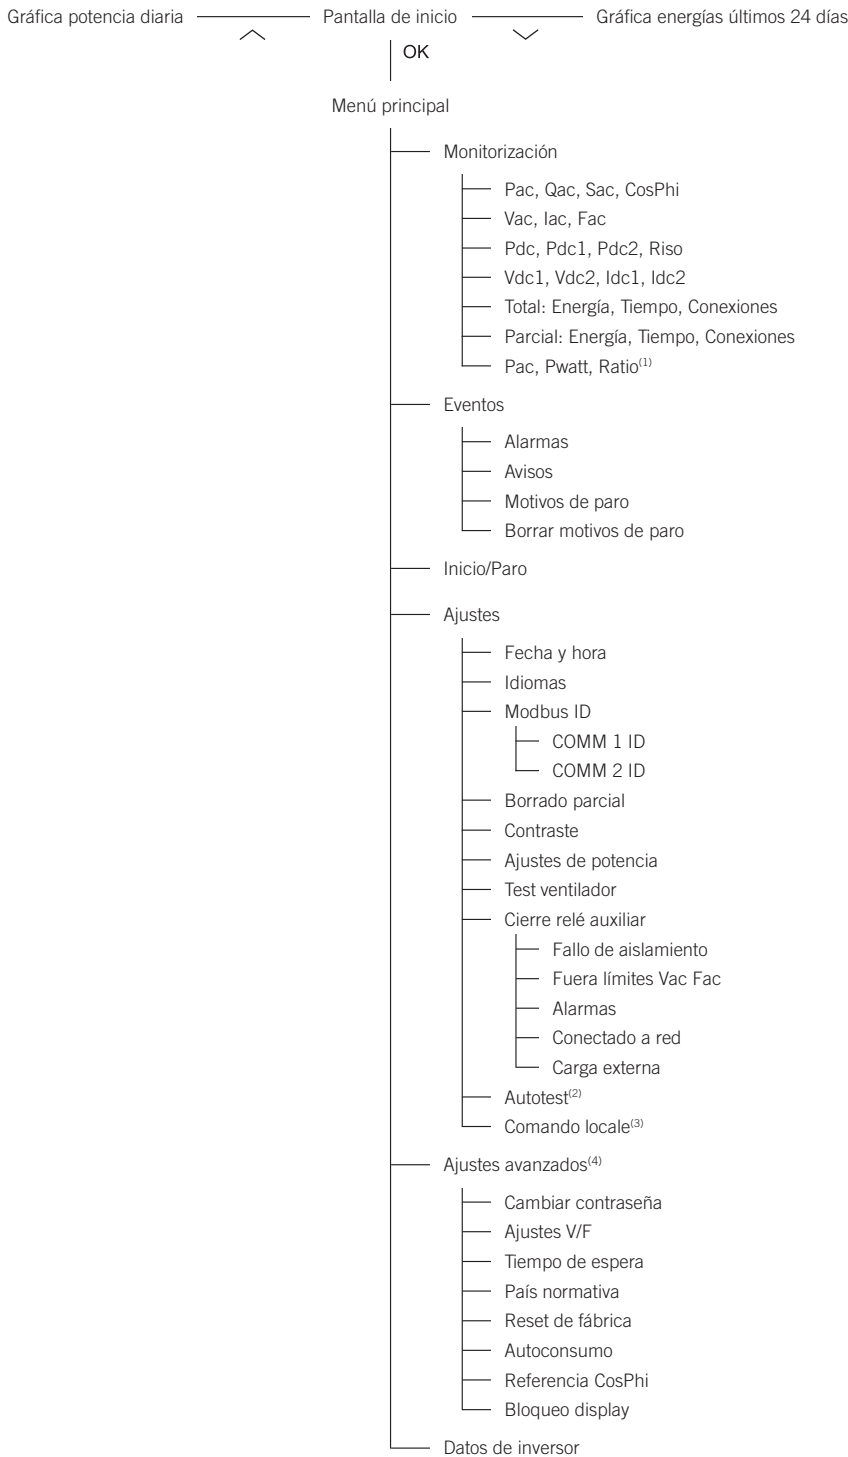 Gráfica potencia diaria Pantalla de inicio Gráfica energías últimos 24 días
OK
Menú principal
Monitorización
Pac, Qac, Sac, CosPhi
Vac, Iac, Fac
Pdc, Pdc1, Pdc2, Riso
Vdc1, Vdc2, Idc1, Idc2
Total: Energía, Tiempo, Conexiones
Parcial: Energía, Tiempo, Conexiones
Pac, Pwatt, Ratio(1)
Eventos
Alarmas
Avisos
Motivos de paro
Borrar motivos de paro
Inicio/Paro
Ajustes
Fecha y hora
Idiomas
Modbus ID
COMM 1 ID
COMM 2 ID
Borrado parcial
Contraste
Ajustes de potencia
Test ventilador
Cierre relé auxiliar
Fallo de aislamiento
Fuera límites Vac Fac
Alarmas
Conectado a red
Carga externa
Autotest(2)
Comando locale(3)
Ajustes avanzados(4)
Cambiar contraseña
Ajustes V/F
Tiempo de espera
País normativa
Reset de fábrica
Autoconsumo
Referencia CosPhi
Bloqueo display
Datos de inversor